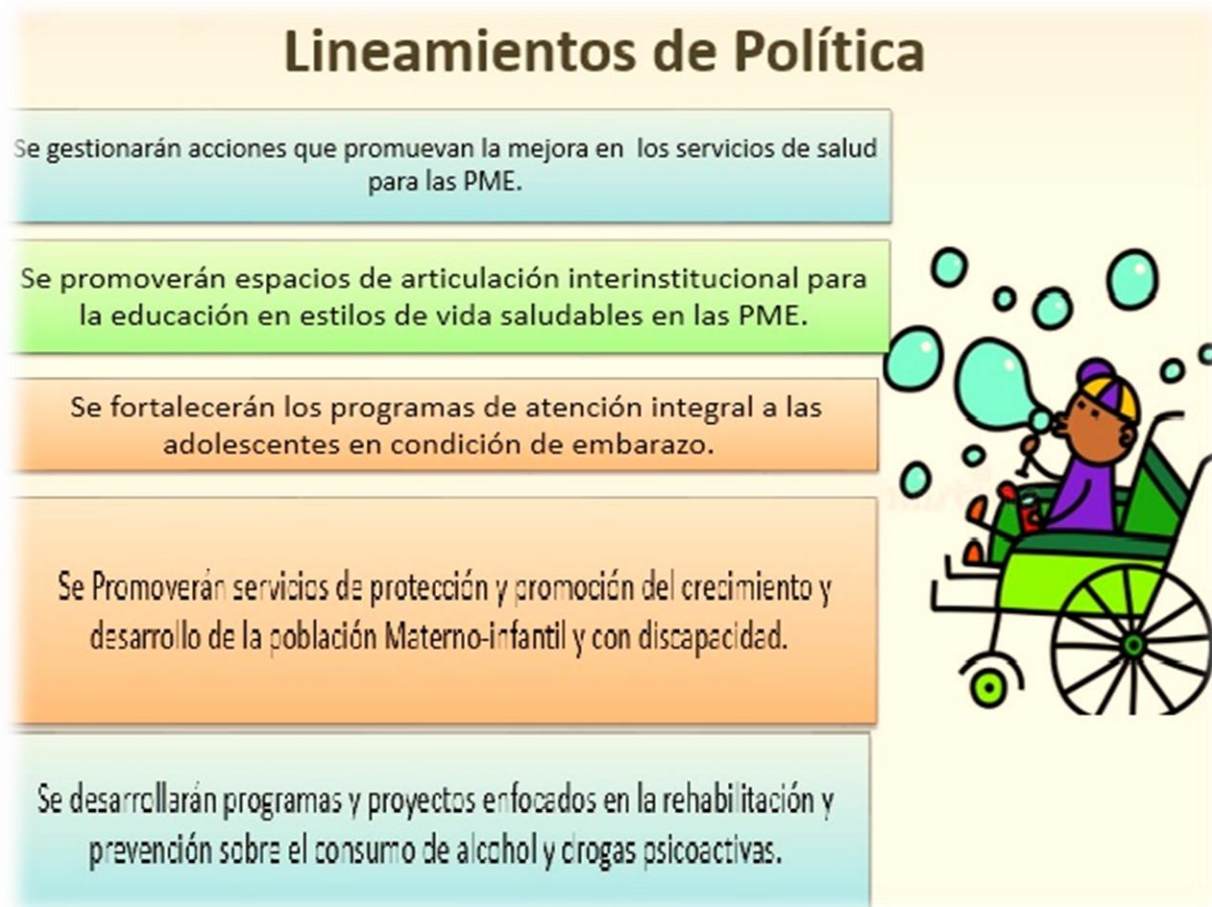 Lineamientos de Política
Se gestionarán acciones que promuevan la mejora en los servicios de salud
para las PME.
Se promoverán espacios de articulación interinstitucional para
la educación en estilos de vida saludables en las PME.
Se fortalecerán los programas de atención integral a las
adolescentes en condición de embarazo.
Se Promoverán servicios de protección y promoción del crecimiento y
desarrollo de la población Materno-infantil y con discapacidad.
Se desarrollarán programas y proyectos enfocados en la rehabilitación y
prevención sobre el consumo de alcohol y drogas psicoactivas.